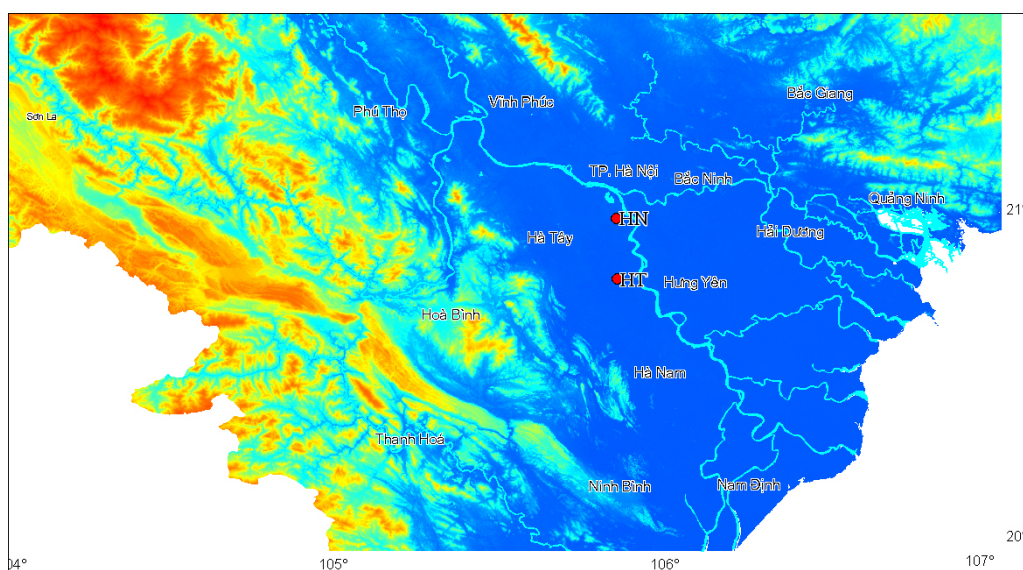 Vĩnh Phúc
Bắc Giang
Phú Thọ
Sơn La
TP. Hà Nội
Bắc Ninh
Quảng Ninh
21°
HN
Hà Tây
Hải Dương
HT
Hưng Yên
Hoà Bình
Hà Nam
Thanh Hoá
Ninh Bình
Nam Định
20°
04°
105°
106°
107°